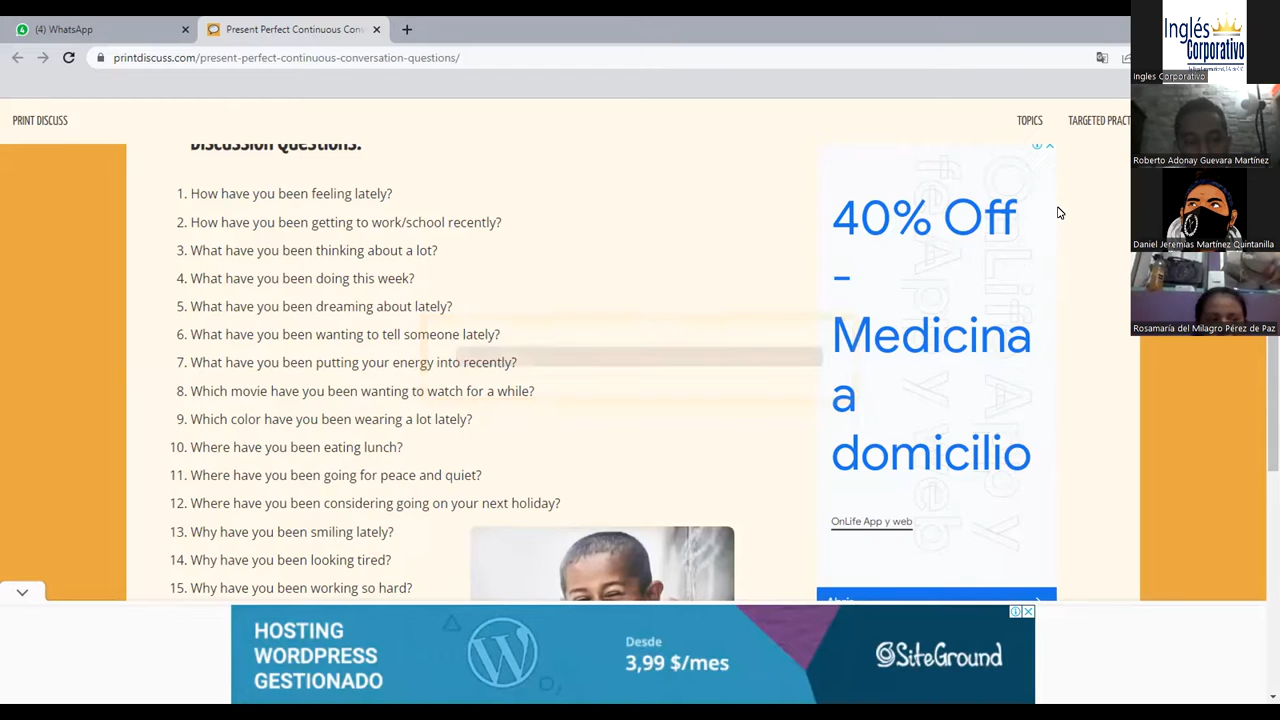 (4) WhatsApp
Present Perfect Continuous Con
printdiscuss.com/present-perfect-continuous-conversation-questions/
PRINT DISCUSS
TOPICS
TARGETED PRACT
Discussion Questions:
1. How have you been feeling lately?
2. How have you been getting to work/school recently?
3. What have you been thinking about a lot?
4. What have you been doing this week?
5. What have you been dreaming about lately?
6. What have you been wanting to tell someone lately?
7. What have you been putting your energy into recently?
8. Which movie have you been wanting to watch for a while?
9. Which color have you been wearing a lot lately?
10. Where have you been eating lunch?
11. Where have you been going for peace and quiet?
12. Where have you been considering going on your next holiday?
13. Why have you been smiling lately?
14. Why have you been looking tired?
15. Why have you been working so hard?
40% Off
-
Medicina
a
domicilio
OnLife App y web
Abrir
HOSTING
WORDPRESS
GESTIONADO
Desde
3,99 $/mes
SiteGround
Inglés
Corporativo
Ingles Corporativo
Roberto Adonay Guevara Martínez
Daniel Jeremias Martínez Quintanilla
Rosamaría del Milagro Pérez de Paz